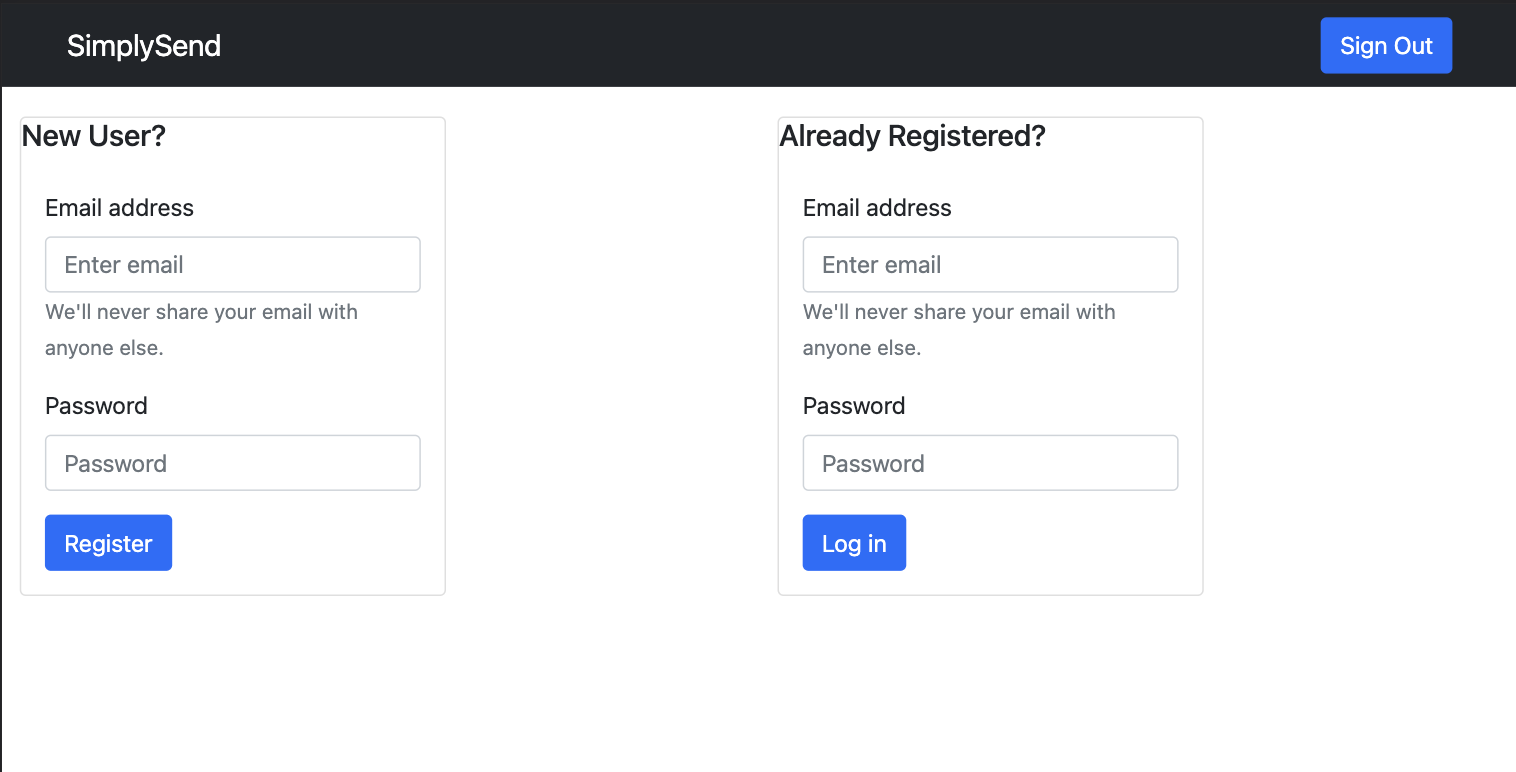 SimplySend
Sign Out
New User?
Email address
Enter email
We'll never share your email with
anyone else.
Password
Password
Register
Already Registered?
Email address
Enter email
We'll never share your email with
anyone else.
Password
Password
Log in